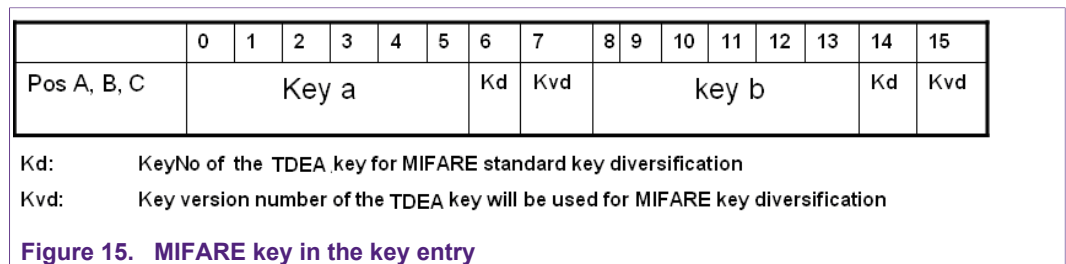 0 1 2 3 4 5 6 7 8 9 10 11 12 13 14 15
Pos A, B, C Key a Kd Kvd key b Kd Kvd
Kd: KeyNo of the TDEA key for MIFARE standard key diversification
Kvd: Key version number of the TDEA key will be used for MIFARE key diversification
Figure 15. MIFARE key in the key entry